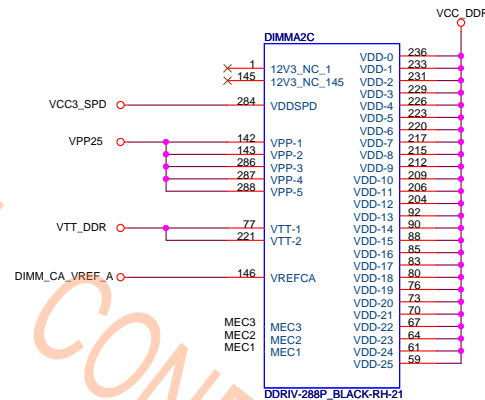 VCC_DDR
DIMMA2C
1 12V3_NC_1
145 12V3_NC_145
VCC3_SPD 284 VDDSPD
VPP25 142 VPP-1
143 VPP-2
286 VPP-3
287 VPP-4
288 VPP-5
VTT_DDR 77 VTT-1
221 VTT-2
DIMM_CA_VREF_A 146 VREFCA
MEC3 MEC3
MEC2 MEC2
MEC1 MEC1
VDD-0 236
VDD-1 233
VDD-2 231
VDD-3 229
VDD-4 226
VDD-5 223
VDD-6 220
VDD-7 217
VDD-8 215
VDD-9 212
VDD-10 209
VDD-11 206
VDD-12 204
VDD-13 92
VDD-14 90
VDD-15 88
VDD-16 85
VDD-17 83
VDD-18 80
VDD-19 76
VDD-20 73
VDD-21 70
VDD-22 67
VDD-23 64
VDD-24 61
VDD-25 59
DDRIV-288P_BLACK-RH-21